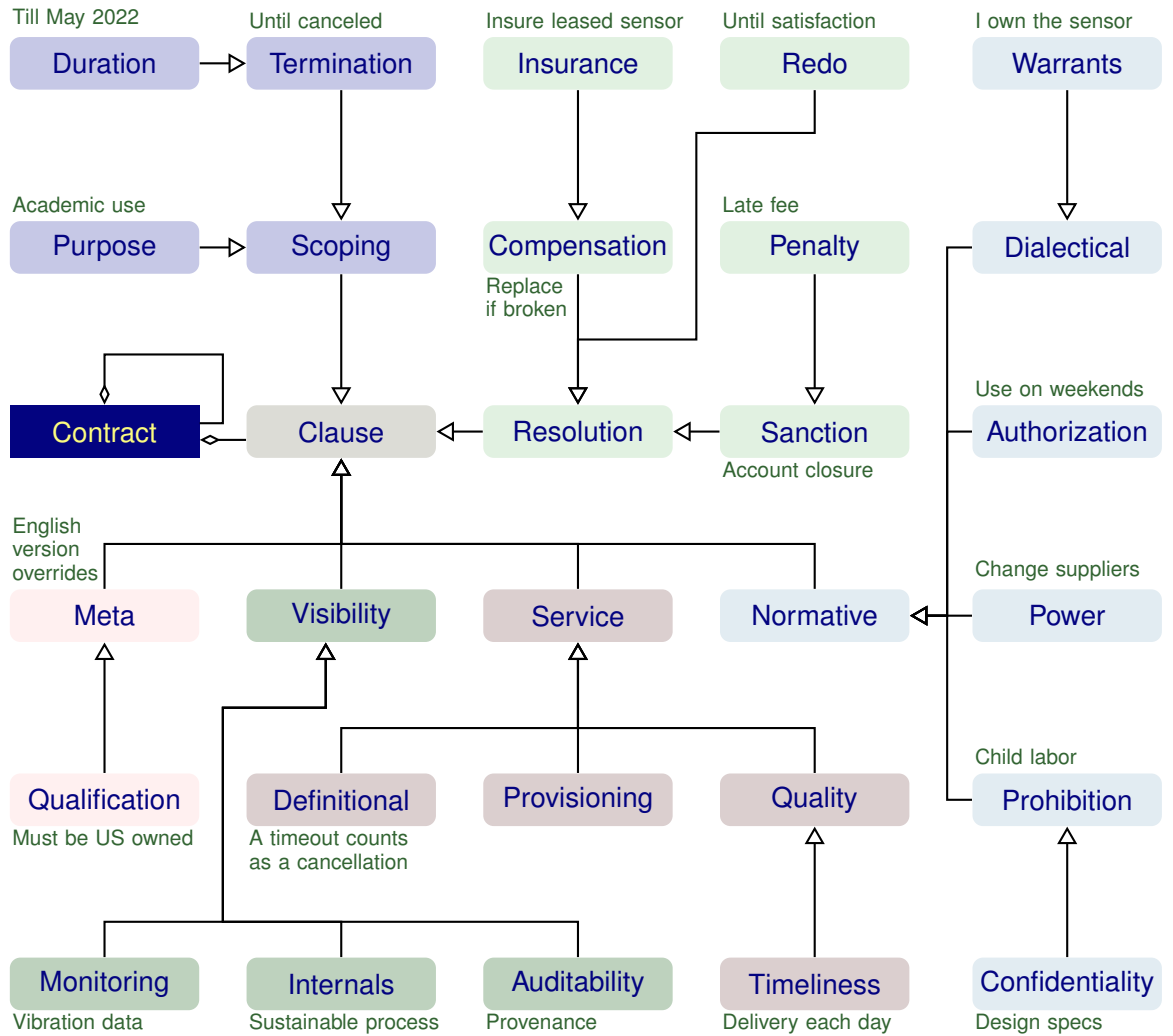 Till May 2022
Duration
Until canceled
Termination
Insure leased sensor
Insurance
Until satisfaction
Redo
I own the sensor
Warrants
Academic use
Purpose
Scoping
Compensation
Replace
if broken
Late fee
Penalty
Dialectical
Contract
Clause
Resolution
Sanction
Account closure
Use on weekends
Authorization
English
version
overrides
Meta
Visibility
Service
Normative
Change suppliers
Power
Qualification
Must be US owned
Definitional
A timeout counts
as a cancellation
Provisioning
Quality
Child labor
Prohibition
Monitoring
Vibration data
Internals
Sustainable process
Auditability
Provenance
Timeliness
Delivery each day
Confidentiality
Design specs